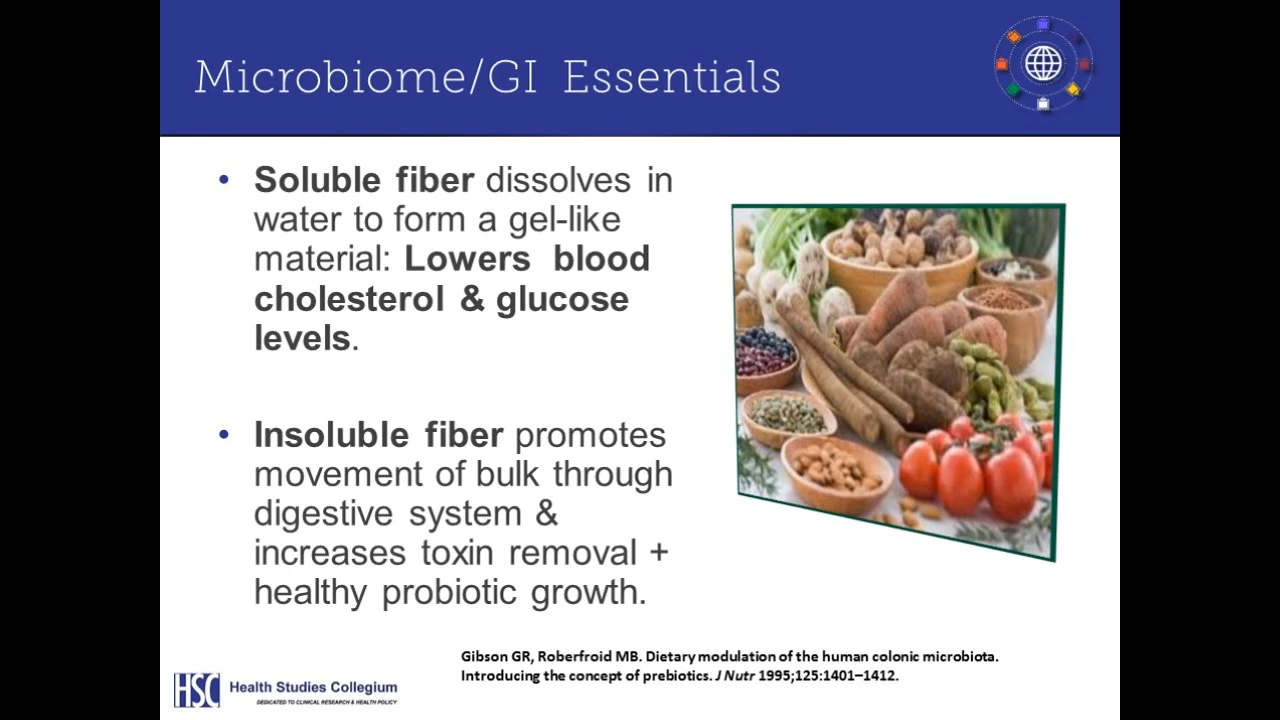 Microbiome/GI Essentials
• Soluble fiber dissolves in
water to form a gel-like
material: Lowers blood
cholesterol & glucose
levels.
• Insoluble fiber promotes
movement of bulk through
digestive system &
increases toxin removal +
healthy probiotic growth.
Gibson GR, Roberfroid MB. Dietary modulation of the human colonic microbiota.
Introducing the concept of prebiotics. J Nutr 1995;125:1401–1412.
HSC Health Studies Collegium
DEDICATED TO CLINICAL RESEARCH & HEALTH POLICY